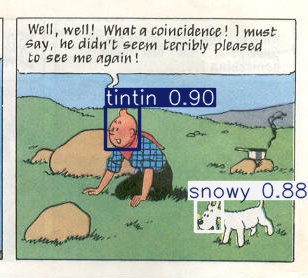 Well, well! What a coincidence! I must
say, he didn't seem terribly pleased
to see me again!
tintin 0.90
snowy 0.88